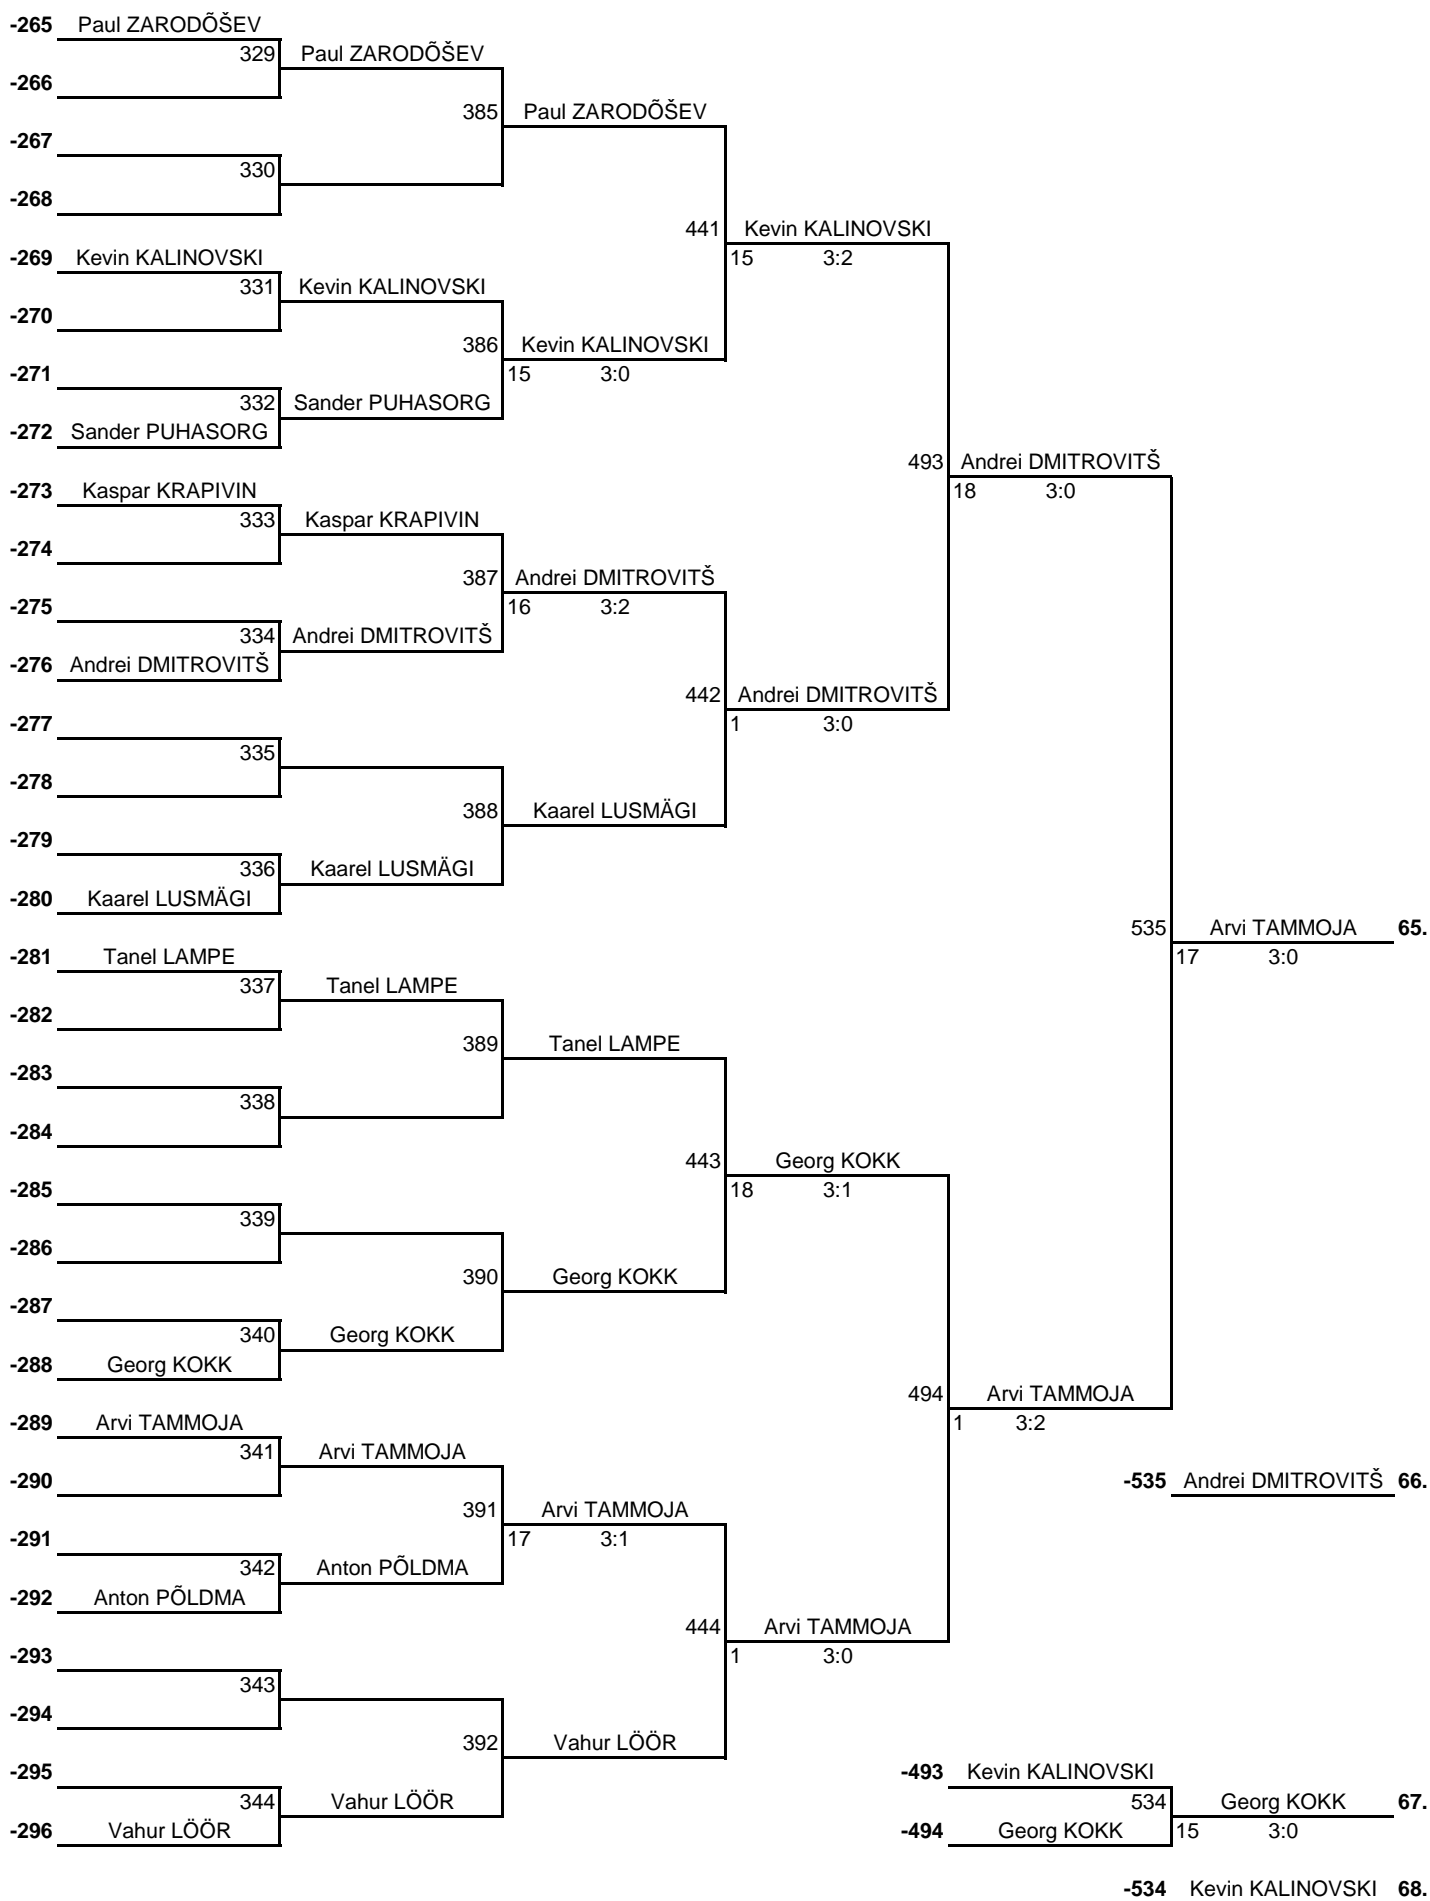 -265 Paul ZARODÕŠEV
329 Paul ZARODÕŠEV
-266
385 Paul ZARODÕŠEV
-267
330
-268
441 Kevin KALINOVSKI
-269 Kevin KALINOVSKI 15 3:2
331 Kevin KALINOVSKI
-270
386 Kevin KALINOVSKI
-271 15 3:0
332 Sander PUHASORG
-272 Sander PUHASORG
493 Andrei DMITROVITŠ
-273 Kaspar KRAPIVIN 18 3:0
333 Kaspar KRAPIVIN
-274
387 Andrei DMITROVITŠ
-275 16 3:2
334 Andrei DMITROVITŠ
-276 Andrei DMITROVITŠ
442 Andrei DMITROVITŠ
-277 1 3:0
335
-278
388 Kaarel LUSMÄGI
-279
336 Kaarel LUSMÄGI
-280 Kaarel LUSMÄGI
535 Arvi TAMMOJA 65.
-281 Tanel LAMPE 17 3:0
337 Tanel LAMPE
-282
389 Tanel LAMPE
-283
338
-284
443 Georg KOKK
-285 18 3:1
339
-286
390 Georg KOKK
-287
340 Georg KOKK
-288 Georg KOKK
494 Arvi TAMMOJA
-289 Arvi TAMMOJA 1 3:2
341 Arvi TAMMOJA
-290 -535 Andrei DMITROVITŠ 66.
391 Arvi TAMMOJA
-291 17 3:1
342 Anton PÕLDMA
-292 Anton PÕLDMA
444 Arvi TAMMOJA
-293 1 3:0
343
-294
392 Vahur LÖÖR
-295 -493 Kevin KALINOVSKI
344 Vahur LÖÖR 534 Georg KOKK 67.
-296 Vahur LÖÖR -494 Georg KOKK 15 3:0
-534 Kevin KALINOVSKI 68.